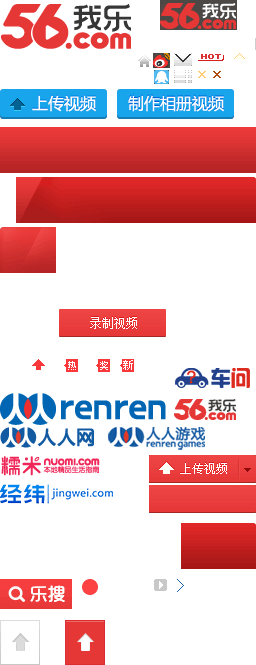 56我乐
.com
56我乐
.com
HOT
上传视频 制作相册视频
录制视频
热 奖 新
车问
renren 56我乐
.com
人人网 人人游戏
renren games
糯米 nuomi.com
本地精品生活指南
上传视频
经纬 jingwei.com
乐搜